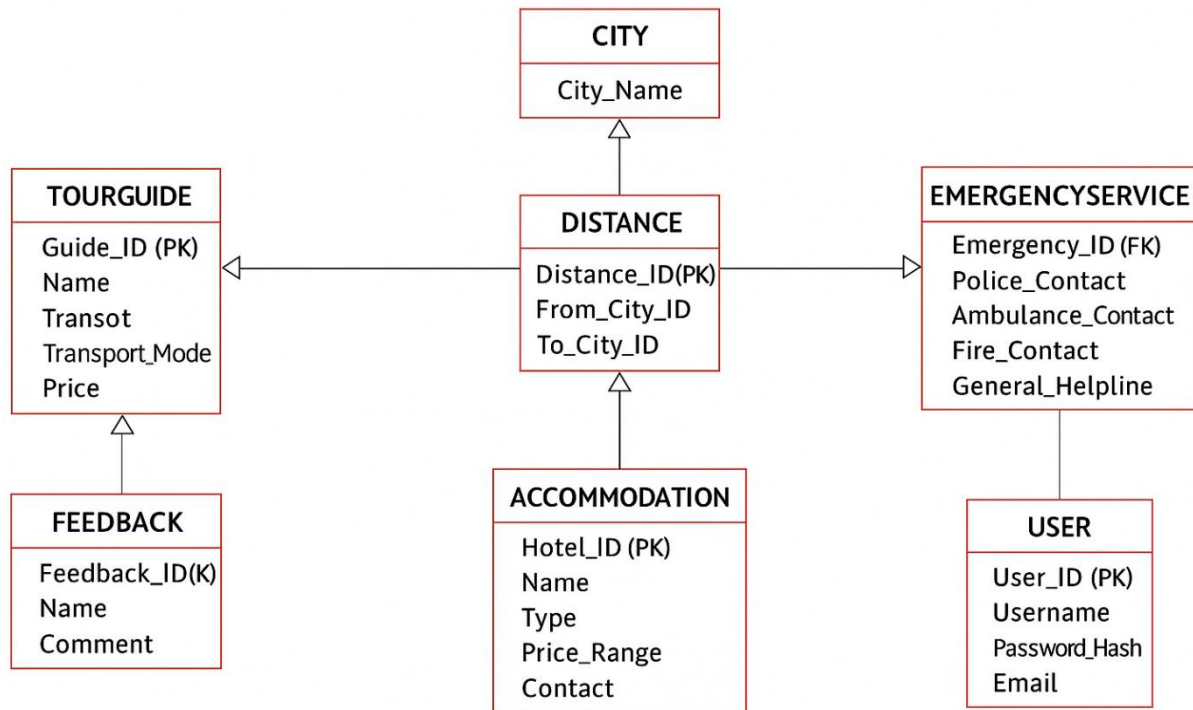 CITY
City_Name
TOURGUIDE
Guide_ID (PK)
Name
Transot
Transport_Mode
Price
DISTANCE
Distance_ID(PK)
From_City_ID
To_City_ID
EMERGENCYSERVICE
Emergency_ID (FK)
Police_Contact
Ambulance_Contact
Fire_Contact
General_Helpline
FEEDBACK
Feedback_ID(K)
Name
Comment
ACCOMMODATION
Hotel_ID (PK)
Name
Type
Price_Range
Contact
USER
User_ID (PK)
Username
Password_Hash
Email